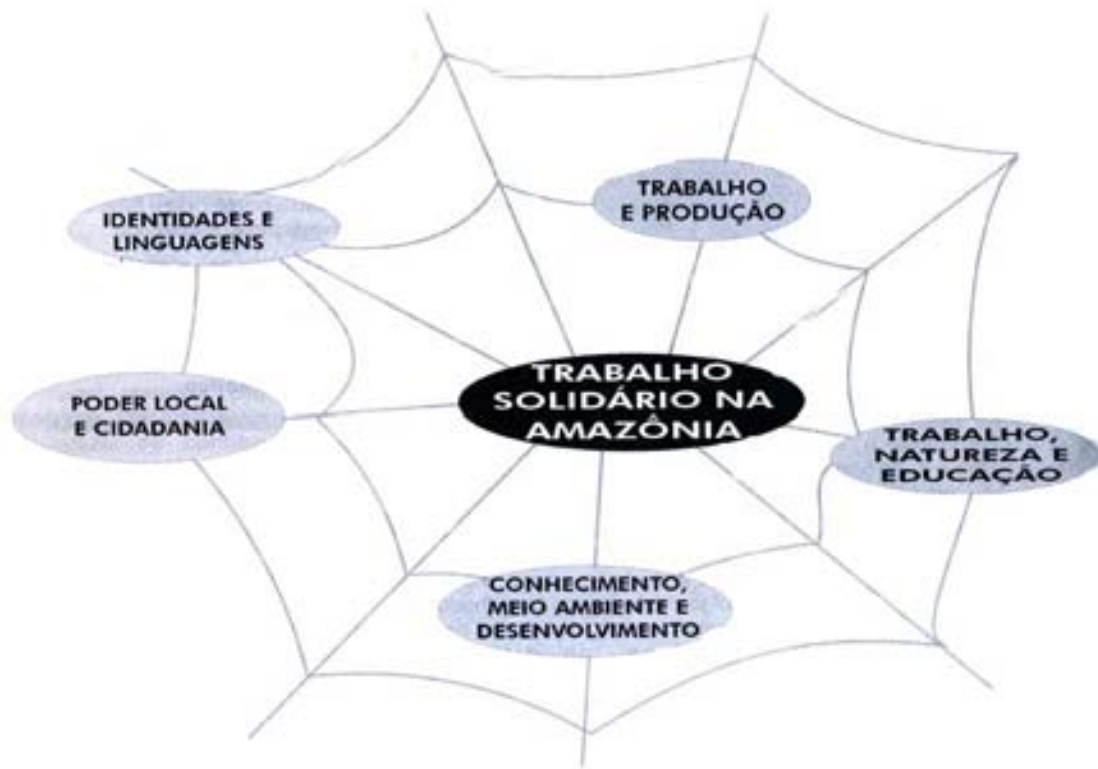 TRABALHO
E PRODUÇÃO
IDENTIDADES E
LINGUAGENS
TRABALHO
SOLIDÁRIO NA
AMAZÔNIA
PODER LOCAL
E CIDADANIA
TRABALHO,
NATUREZA E
EDUCAÇÃO
CONHECIMENTO,
MEIO AMBIENTE E
DESENVOLVIMENTO